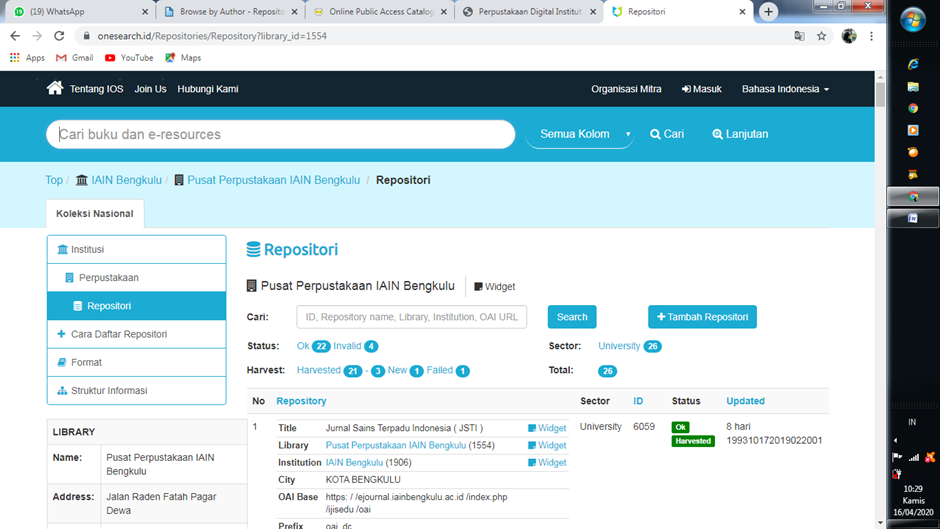 (19) WhatsApp
Browse by Author - Reposito
Online Public Access Catalog
Perpustakaan Digital Institut
Repositori
onesearch.id/Repositories/Repository?library_id=1554
Apps Gmail YouTube Maps
Tentang IOS Join Us Hubungi Kami
Organisasi Mitra Masuk Bahasa Indonesia
Cari buku dan e-resources
Semua Kolom Cari Lanjutan
Top / IAIN Bengkulu / Pusat Perpustakaan IAIN Bengkulu / Repositori
Koleksi Nasional
Institusi
Perpustakaan
Repositori
Cara Daftar Repositori
Format
Struktur Informasi
LIBRARY
Name: Pusat Perpustakaan IAIN
Bengkulu
Address: Jalan Raden Fatah Pagar
Dewa
Repositori
Pusat Perpustakaan IAIN Bengkulu Widget
Cari: ID, Repository name, Library, Institution, OAI URL Search + Tambah Repositori
Status: Ok 22 Invalid 4 Sector: University 26
Harvest: Harvested 21 - 3 New 1 Failed 1 Total: 26
No Repository Sector ID Status Updated
1 Title Jurnal Sains Terpadu Indonesia ( JSTI ) Widget University 6059 Ok 8 hari
Library Pusat Perpustakaan IAIN Bengkulu (1554) Widget Harvested 199310172019022001
Institution IAIN Bengkulu (1906) Widget
City KOTA BENGKULU
OAI Base https: / /ejournal.iainbengkulu.ac.id /index.php
/ijisedu /oai
Prefix oai_dc
IN
10:29
Kamis
16/04/2020